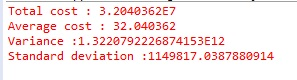 Total cost : 3.2040362E7
Average cost : 32.040362
Variance :1.3220792226874153E12
Standard deviation :1149817.0387880914